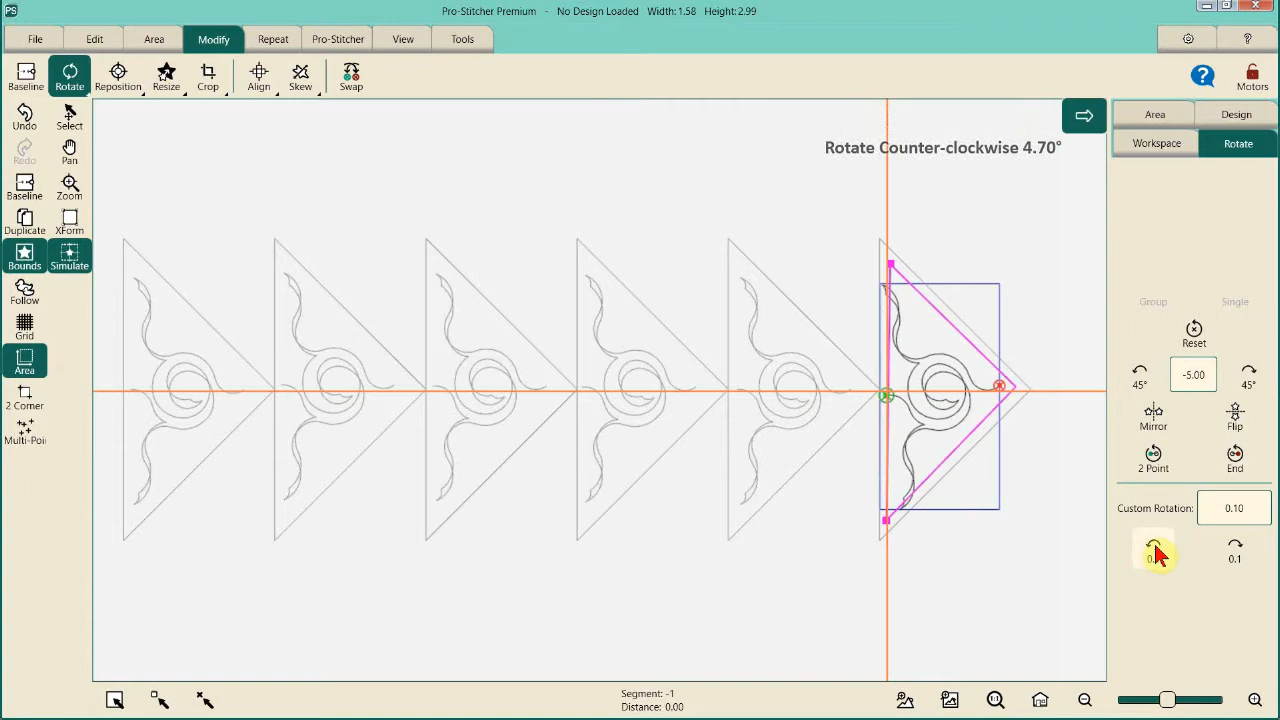 PS Pro-Stitcher Premium - No Design Loaded Width:1.58 Height:2.99
File Edit Area Modify Repeat Pro-Stitcher View Tools ?
Baseline Rotate Reposition Resize Crop Align Skew Swap ? Motors
Undo Select
Redo Pan
Baseline Zoom
Duplicate XForm
Bounds Simulate
Follow
Grid
Area
2 Corner
Multi-Poi
Rotate Counter-clockwise 4.70°
Area Design
Workspace Rotate
Group Single
Reset
45° -5.00 45°
Mirror Flip
2 Point End
Custom Rotation: 0.10
0.1
Segment: -1
Distance: 0.00
1:1